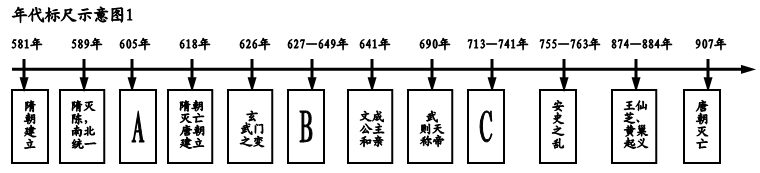 年代标尺示意图1
581年 589年 605年 618年 626年 627—649年 641年 690年 713—741年 755—763年 874—884年 907年
隋朝建立
隋灭陈，南北统一
A
隋朝灭亡唐朝建立
玄武门之变
B
文成公主和亲
武则天称帝
C
安史之乱
王仙芝、黄巢起义
唐朝灭亡